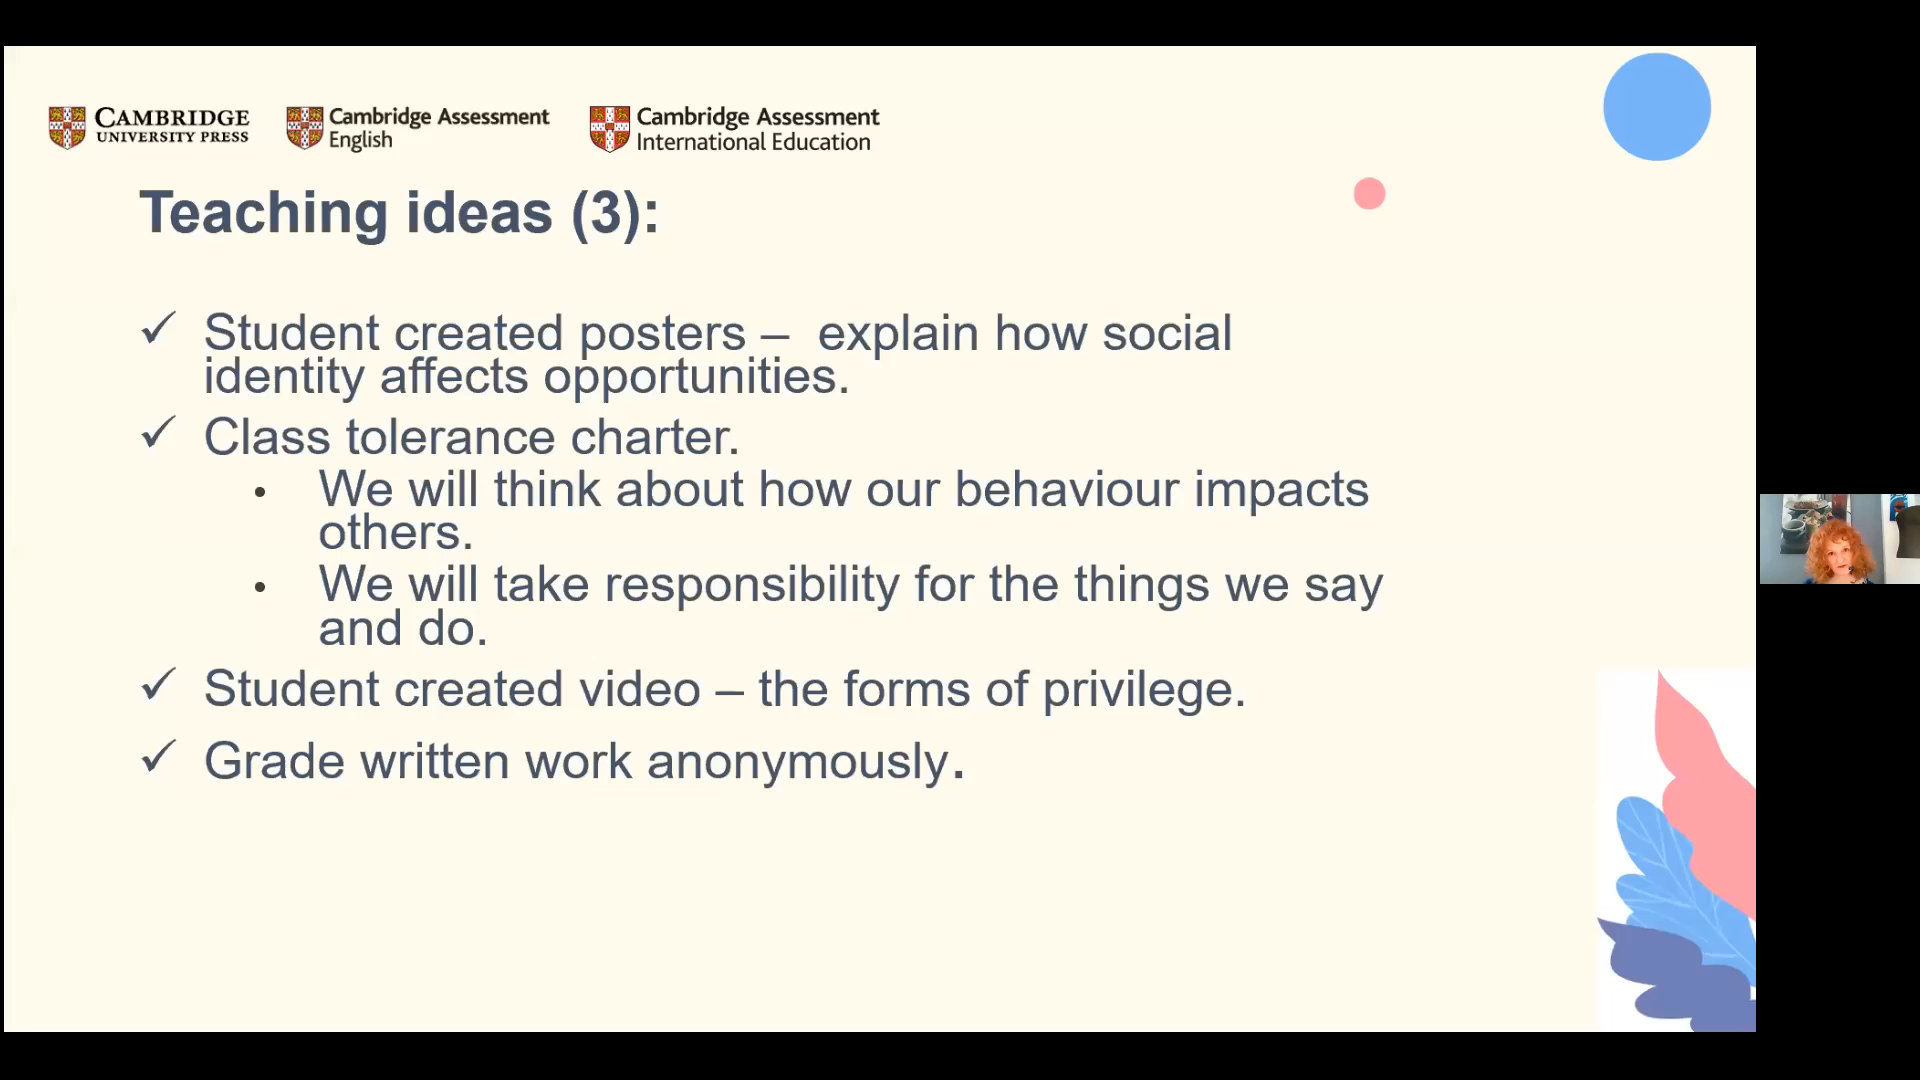 CAMBRIDGE
UNIVERSITY PRESS
Cambridge Assessment
English
Cambridge Assessment
International Education
Teaching ideas (3):
✓ Student created posters –  explain how social
identity affects opportunities.
✓ Class tolerance charter.
• We will think about how our behaviour impacts
others.
• We will take responsibility for the things we say
and do.
✓ Student created video – the forms of privilege.
✓ Grade written work anonymously.